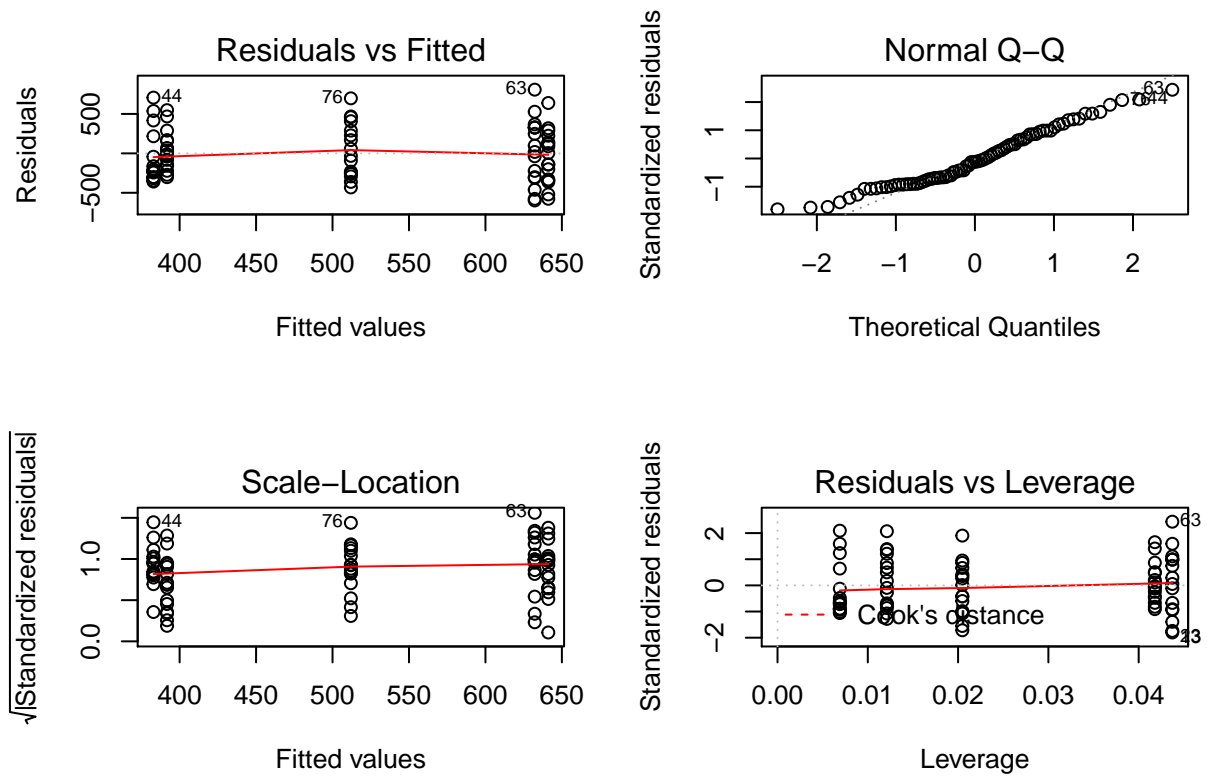 Residuals vs Fitted
Residuals
500
−500
44
76
63
400 450 500 550 600 650
Fitted values
Normal Q−Q
Standardized residuals
1
−1
63
44
−2 −1 0 1 2
Theoretical Quantiles
Scale−Location
√|Standardized residuals|
1.0
0.0
44
76
63
400 450 500 550 600 650
Fitted values
Residuals vs Leverage
Standardized residuals
2
0
−2
63
Cook's distance
0.00 0.01 0.02 0.03 0.04
Leverage